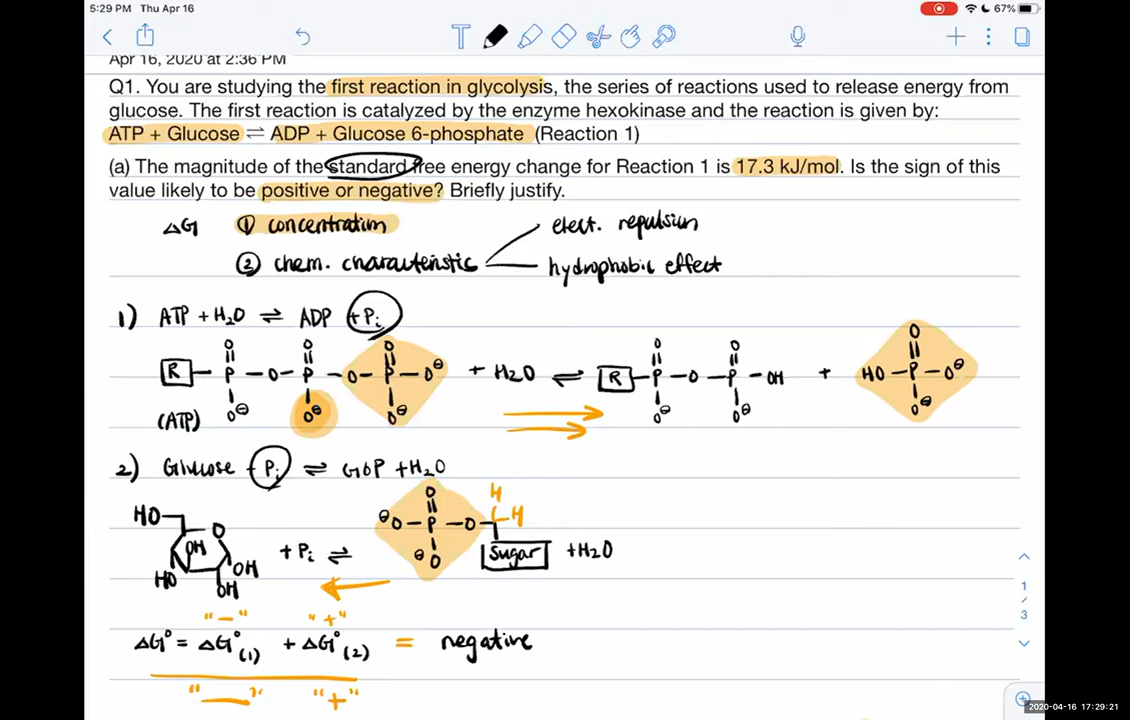 5:29 PM Thu Apr 16
67%
Apr 16, 2020 at 2:36 PM
Q1. You are studying the first reaction in glycolysis, the series of reactions used to release energy from
glucose. The first reaction is catalyzed by the enzyme hexokinase and the reaction is given by:
ATP + Glucose ⇌ ADP + Glucose 6-phosphate (Reaction 1)
(a) The magnitude of the standard free energy change for Reaction 1 is 17.3 kJ/mol. Is the sign of this
value likely to be positive or negative? Briefly justify.
ΔG ① concentration
elect. repulsion
② chem. characteristic
hydrophobic effect
1) ATP + H2O ⇌ ADP + Pi
O O O O O O
R - P - O - P - O - P - O⊖ + H2O ⇌ R - P - O - P - OH + HO - P - O⊖
O⊖ O⊖ O⊖ O⊖ O⊖ O⊖
(ATP)
2) Glucose + Pi ⇌ G6P + H2O
O H
HO O ⊖O - P - O - C H
OH + Pi ⇌ ⊖O Sugar + H2O
HO OH OH
"—" "+"
ΔG° = ΔG°(1) + ΔG°(2) = negative
"—" "+"
1
/
3
2020-04-16 17:29:21